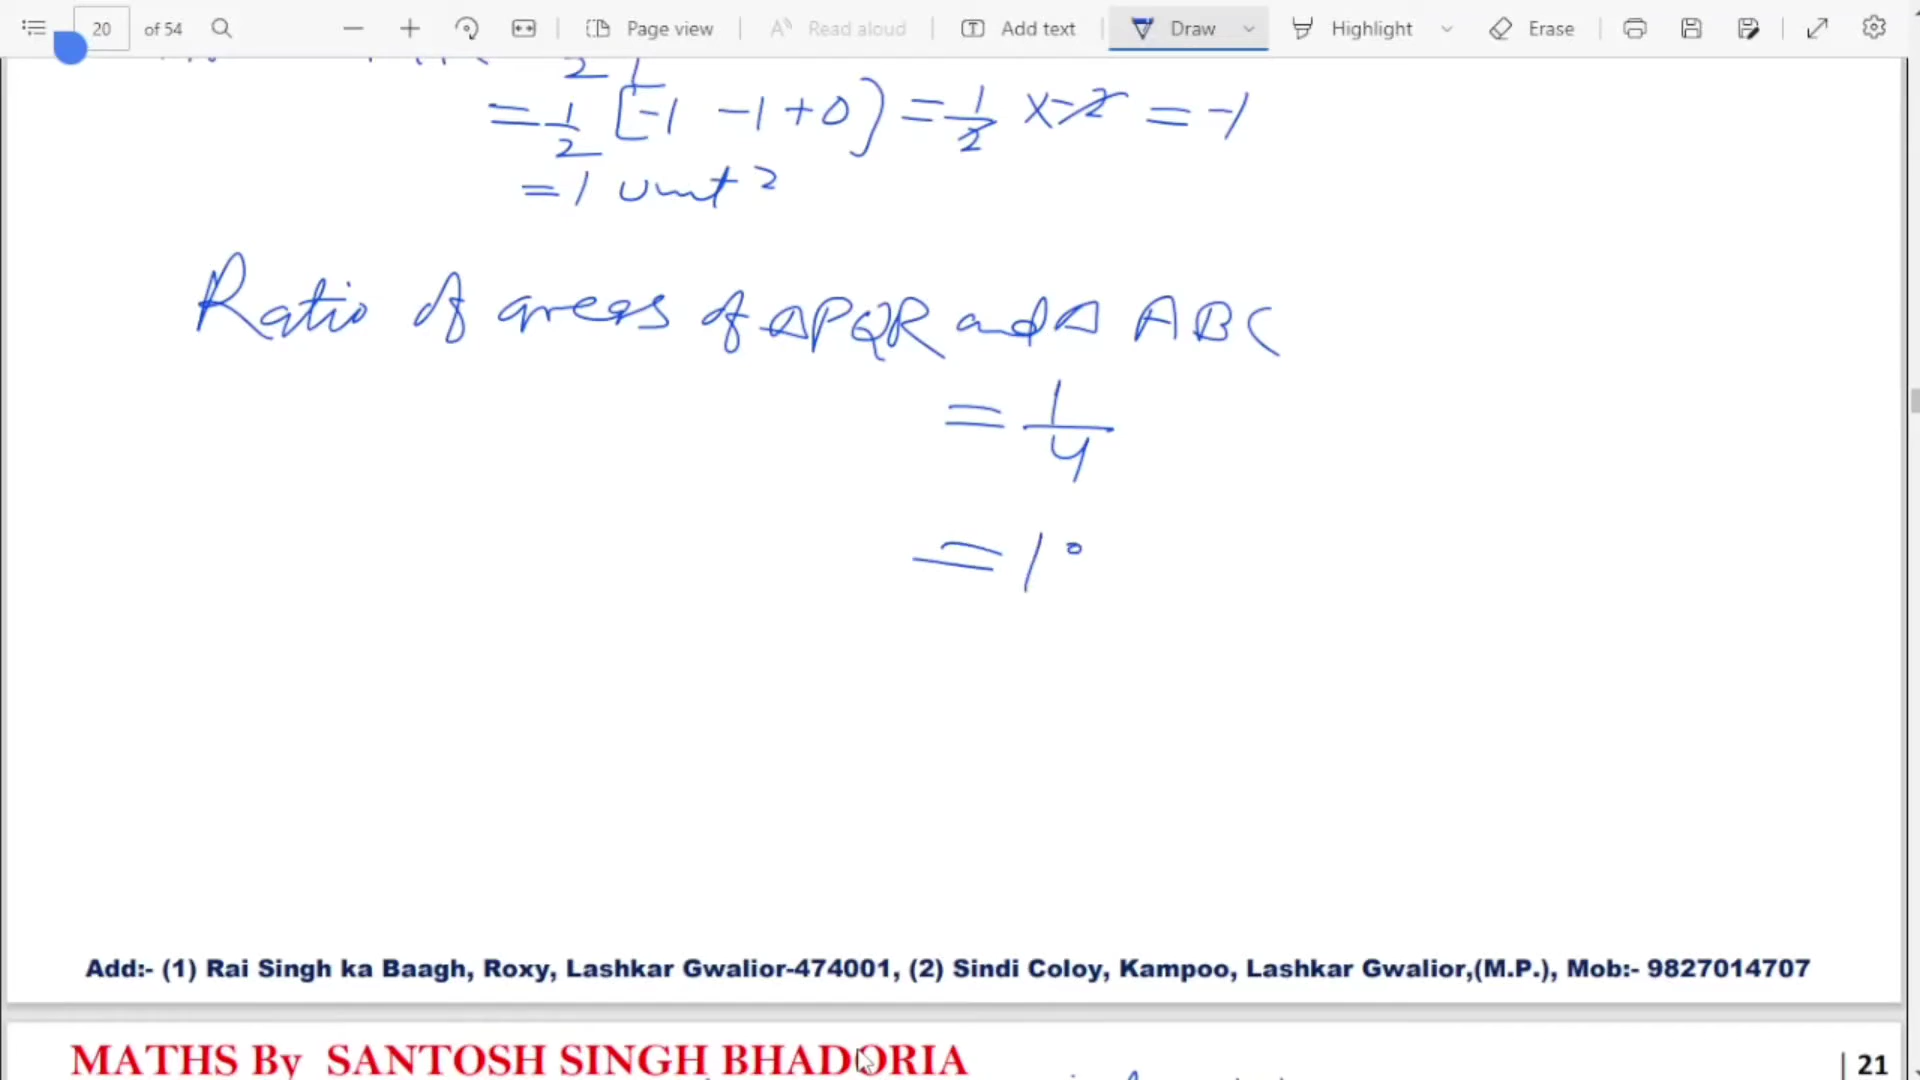 20 of 54 Page view Read aloud Add text Draw Highlight Erase
= 1/2 [-1 -1+0] = 1/2 x-2 = -1
= 1 unit 2
Ratio of areas of ΔPQR and Δ ABC
= 1/4
= 1:
Add:- (1) Rai Singh ka Baagh, Roxy, Lashkar Gwalior-474001, (2) Sindi Coloy, Kampoo, Lashkar Gwalior,(M.P.), Mob:- 9827014707
MATHS By SANTOSH SINGH BHADORIA | 21